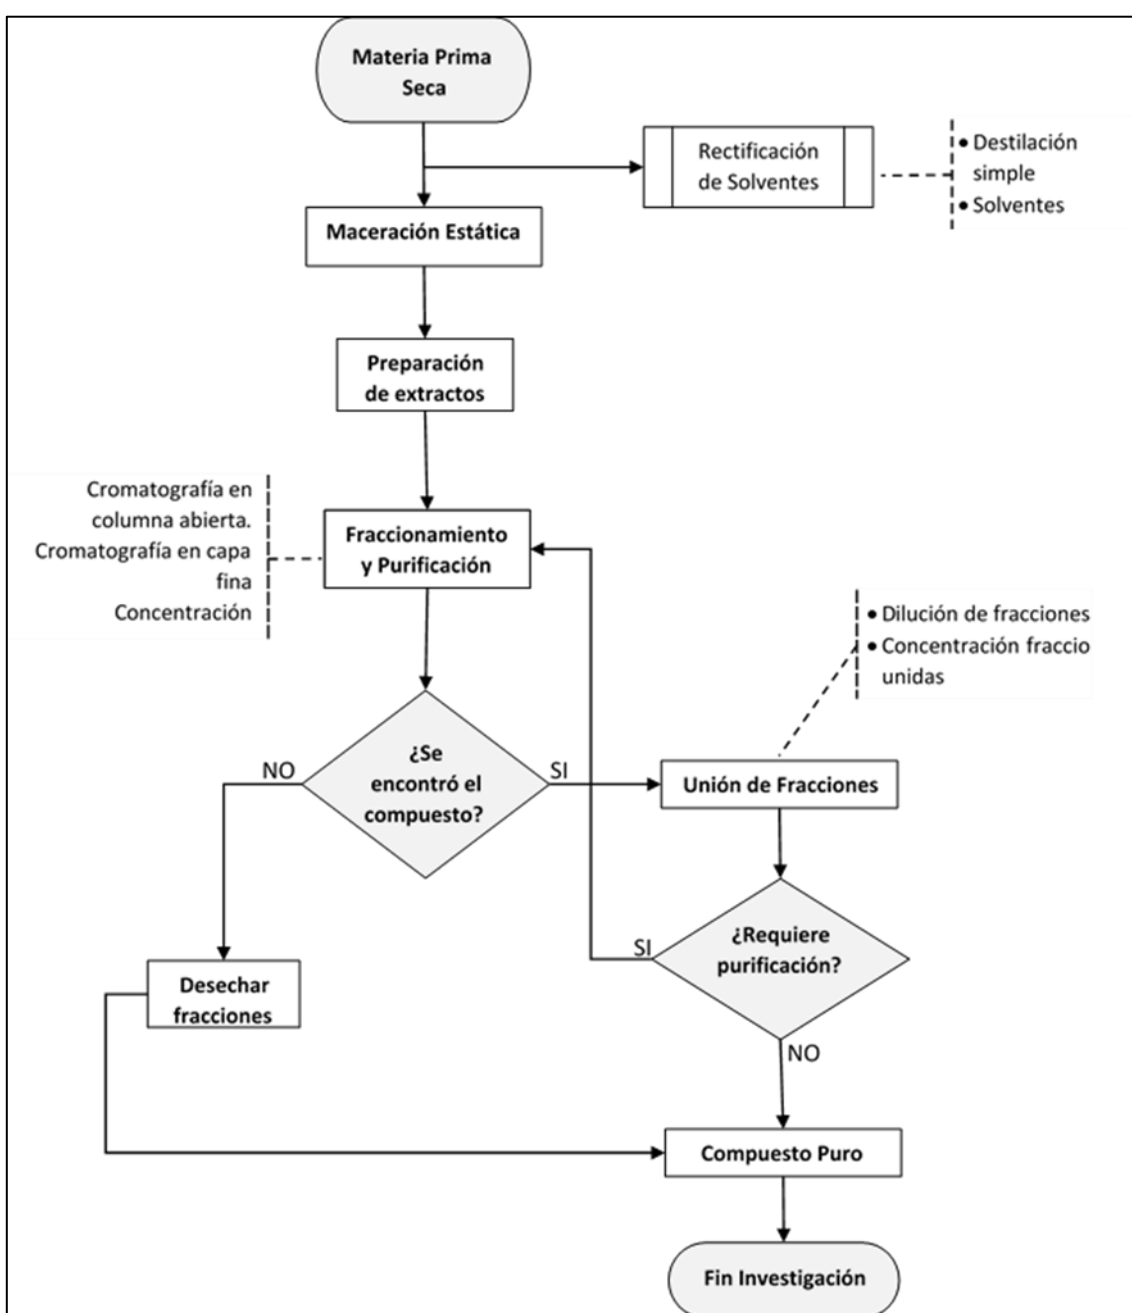 Materia Prima
Seca
Rectificación
de Solventes
• Destilación
simple
• Solventes
Maceración Estática
Preparación
de extractos
Cromatografía en
columna abierta.
Cromatografía en capa
fina
Concentración
Fraccionamiento
y Purificación
• Dilución de fracciones
• Concentración fraccio
unidas
¿Se
encontró el
compuesto?
NO
SI
Unión de Fracciones
¿Requiere
purificación?
SI
NO
Desechar
fracciones
Compuesto Puro
Fin Investigación